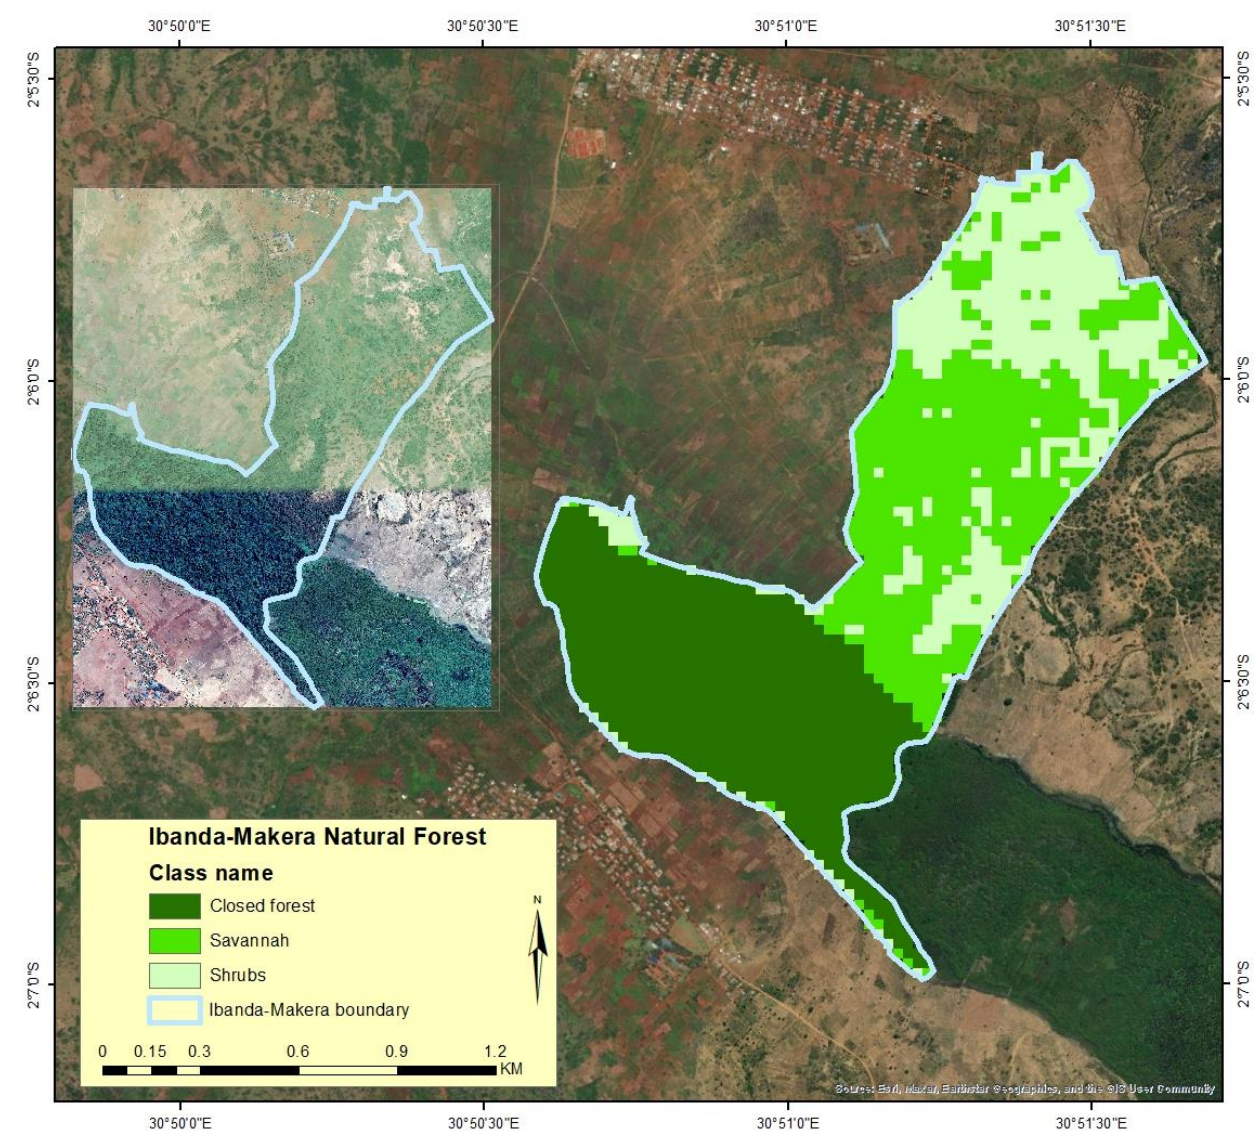 30°50'0"E 30°50'30"E 30°51'0"E 30°51'30"E
2°5'30"S 2°5'30"S
2°6'0"S 2°6'0"S
2°6'30"S 2°6'30"S
2°7'0"S 2°7'0"S
Ibanda-Makera Natural Forest
Class name
Closed forest
Savannah
Shrubs
Ibanda-Makera boundary
N
0 0.15 0.3 0.6 0.9 1.2
KM
Source: Esri, Maxar, Earthstar Geographics, and the GIS User Community
30°50'0"E 30°50'30"E 30°51'0"E 30°51'30"E